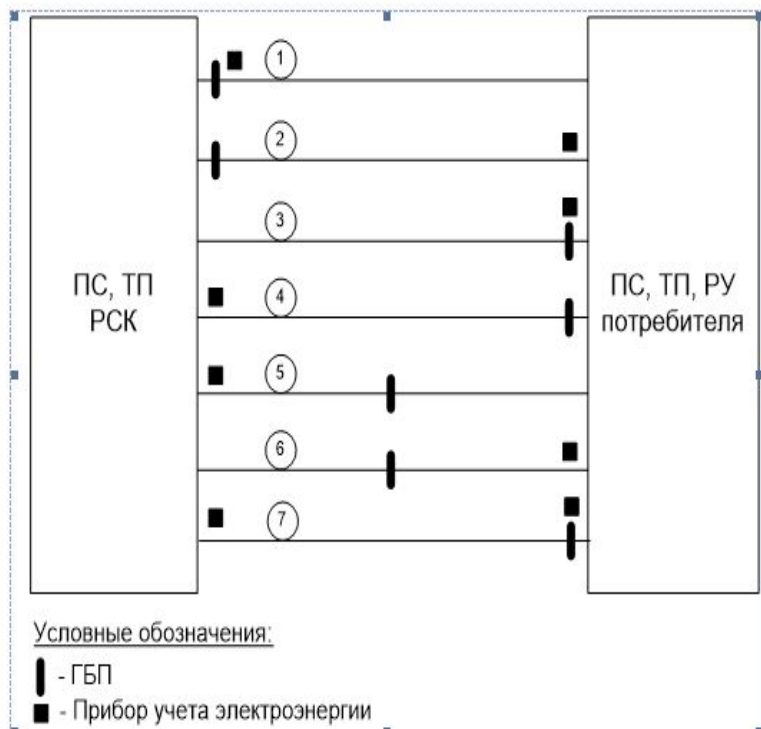 1
2
3
4
5
6
7
ПС, ТП
РСК
ПС, ТП, РУ
потребителя
Условные обозначения:
- ГБП
- Прибор учета электроэнергии